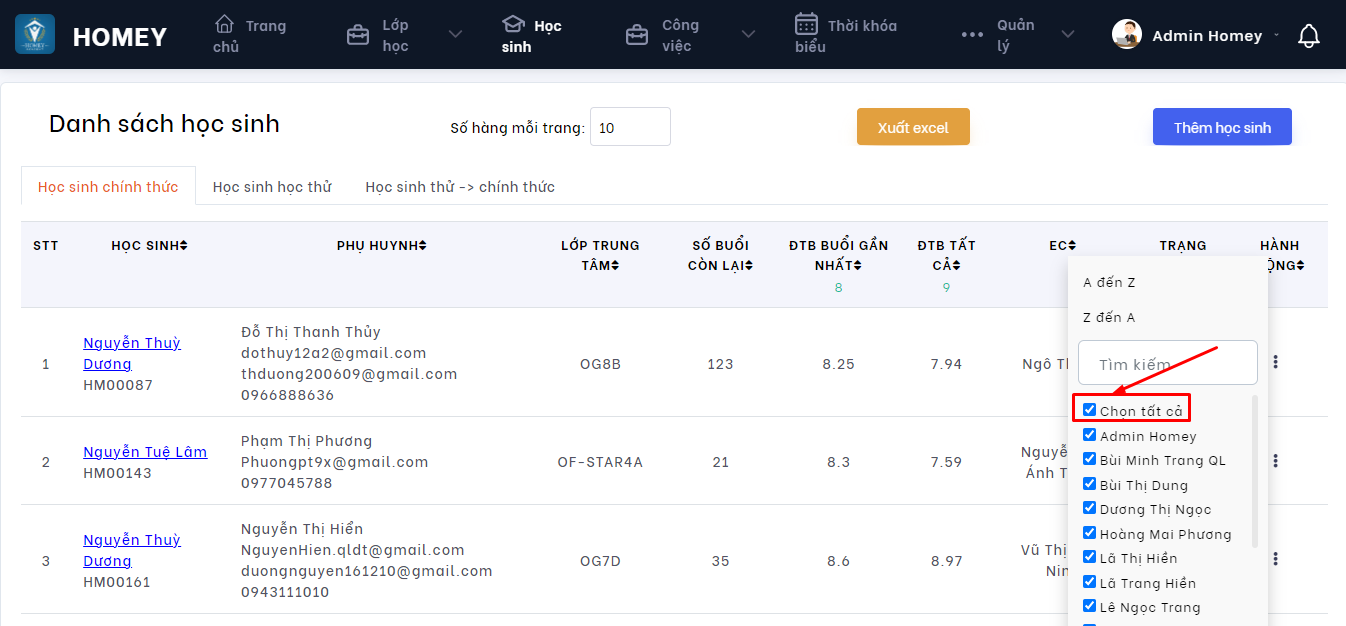 HOMEY
Trang
chủ
Lớp
học
Học
sinh
Công
việc
Thời khóa
biểu
Quản
lý
Admin Homey
Danh sách học sinh
Số hàng mỗi trang: 10
Xuất excel
Thêm học sinh
Học sinh chính thức
Học sinh học thử
Học sinh thử -> chính thức
STT
HỌC SINH
PHỤ HUYNH
LỚP TRUNG
TÂM
SỐ BUỔI
CÒN LẠI
ĐTB BUỔI GẦN
NHẤT
8
ĐTB TẤT
CẢ
9
EC
TRẠNG
HÀNH
ỘNG
1
Nguyễn Thuỳ
Dương
HM00087
Đỗ Thị Thanh Thủy
dothuy12a2@gmail.com
thduong200609@gmail.com
0966888636
OG8B
123
8.25
7.94
Ngô Th
2
Nguyễn Tuệ Lâm
HM00143
Phạm Thị Phương
Phuongpt9x@gmail.com
0977045788
OF-STAR4A
21
8.3
7.59
Nguyễ
Ánh T
3
Nguyễn Thuỳ
Dương
HM00161
Nguyễn Thị Hiển
NguyenHien.qldt@gmail.com
duongnguyen161210@gmail.com
0943111010
OG7D
35
8.6
8.97
Vũ Thị
Nin
A đến Z
Z đến A
Tìm kiếm
Chọn tất cả
Admin Homey
Bùi Minh Trang QL
Bùi Thị Dung
Dương Thị Ngọc
Hoàng Mai Phương
Lã Thị Hiền
Lã Trang Hiền
Lê Ngọc Trang